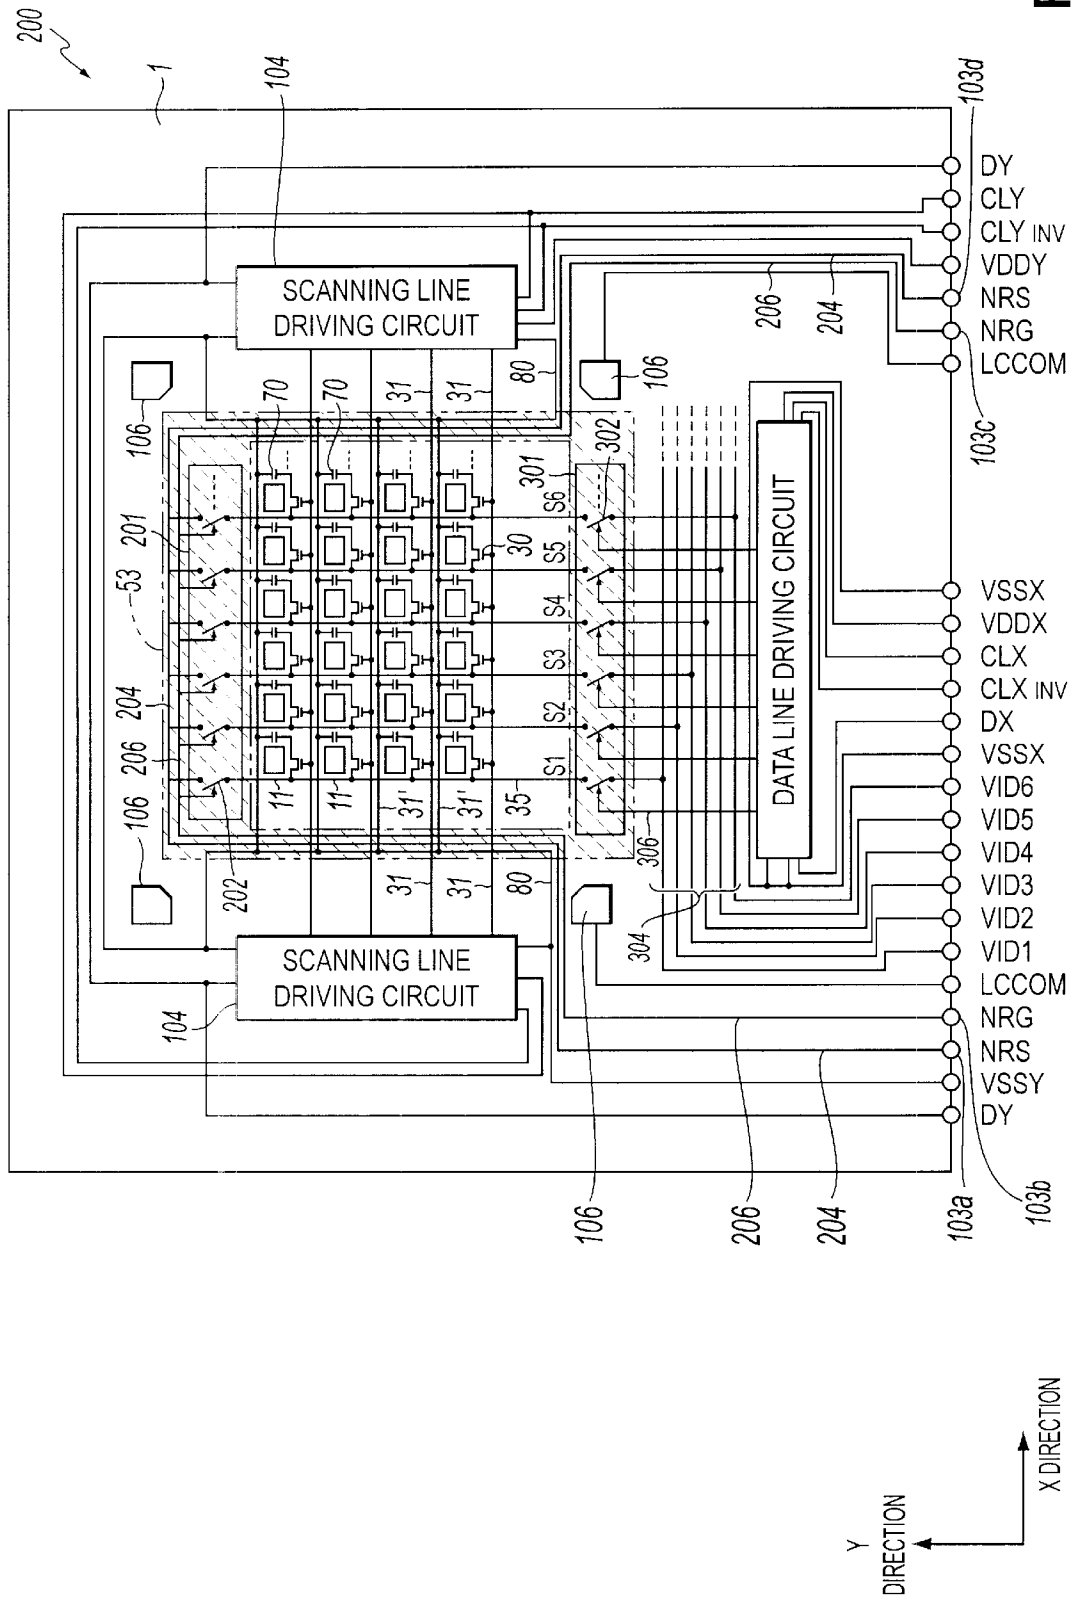 200
1
104
103d
SCANNING LINE
DRIVING CIRCUIT
DY
CLY
CLY INV
VDDY
NRS
NRG
LCCOM
204
206
103c
106
106
80
31
31
70
70
53
201
204
206
202
106
11
11
31'
31'
35
30
301
302
S1
S2
S3
S4
S5
S6
306
304
DATA LINE DRIVING CIRCUIT
VSSX
VDDX
CLX
CLX INV
DX
VSSX
VID6
VID5
VID4
VID3
VID2
VID1
LCCOM
NRG
NRS
VSSY
DY
31
31
80
SCANNING LINE
DRIVING CIRCUIT
104
106
206
204
103a
103b
Y
DIRECTION
X DIRECTION